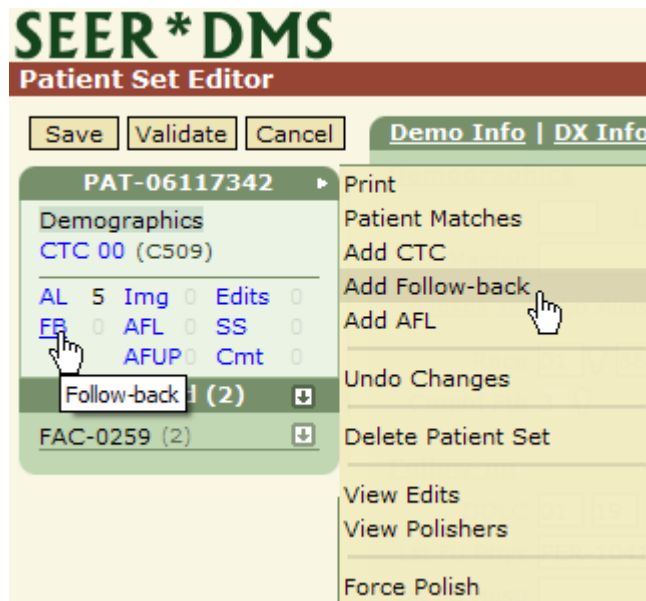 SEER*DMS
Patient Set Editor
Save Validate Cancel Demo Info | DX Info
PAT-06117342
Demographics
CTC 00 (C509)
AL 5 Img 0 Edits 0
FB 0 AFL 0 SS 0
AFUP 0 Cmt 0
Follow-back
(2)
FAC-0259 (2)
Print
Patient Matches
Add CTC
Add Follow-back
Add AFL
Undo Changes
Delete Patient Set
View Edits
View Polishers
Force Polish